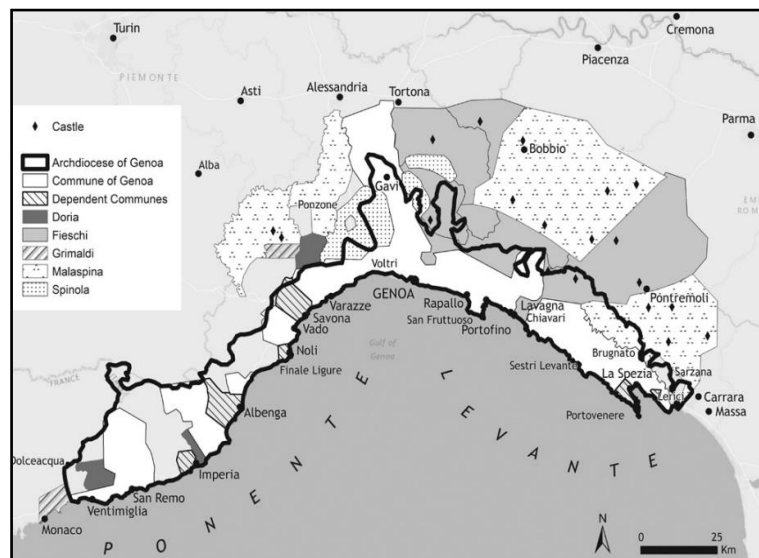 Turin
Cremona
Piacenza
PIEMONTE
Asti
Alessandria
Tortona
Parma
Castle
Bobbio
Archdiocese of Genoa
Commune of Genoa
Dependent Communes
Doria
Fieschi
Grimaldi
Malaspina
Spinola
Alba
Gavi
Ponzone
Voltri
GENOA
Pontremoli
Varazze
Savona
Vado
Rapallo
San Fruttuoso
Portofino
Lavagna
Chiavari
Noli
Finale Ligure
Gulf of
Genoa
Sestri Levante
Brugnato
La Spezia
Sarzana
Lerici
Carrara
Massa
FRANCE
Albenga
Portovenere
Dolceacqua
Imperia
San Remo
Ventimiglia
Monaco
PONENTE
LEVANTE
N
0 25
Km